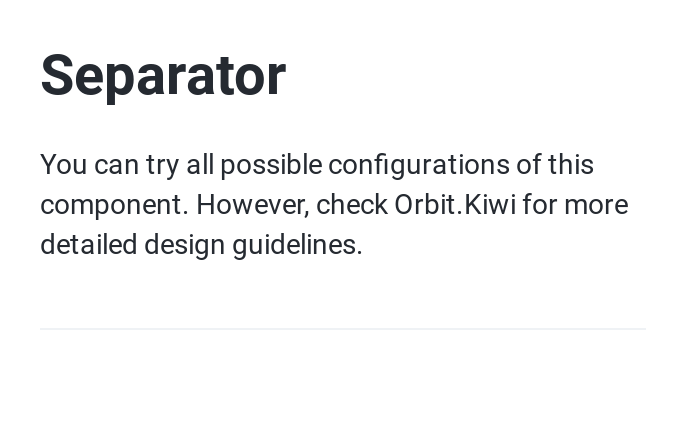 Separator
You can try all possible configurations of this
component. However, check Orbit.Kiwi for more
detailed design guidelines.